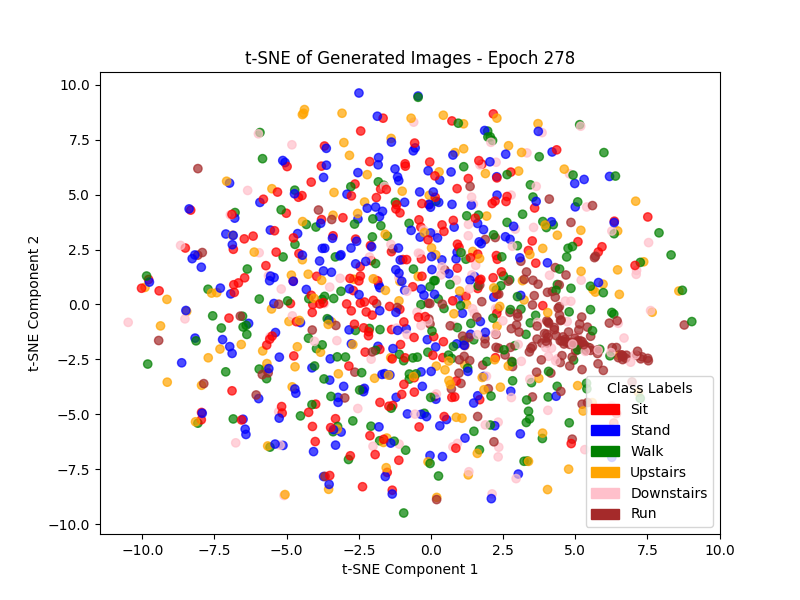 t-SNE of Generated Images - Epoch 278
t-SNE Component 2
10.0
7.5
5.0
2.5
0.0
−2.5
−5.0
−7.5
−10.0
Class Labels
Sit
Stand
Walk
Upstairs
Downstairs
Run
−10.0 −7.5 −5.0 −2.5 0.0 2.5 5.0 7.5 10.0
t-SNE Component 1